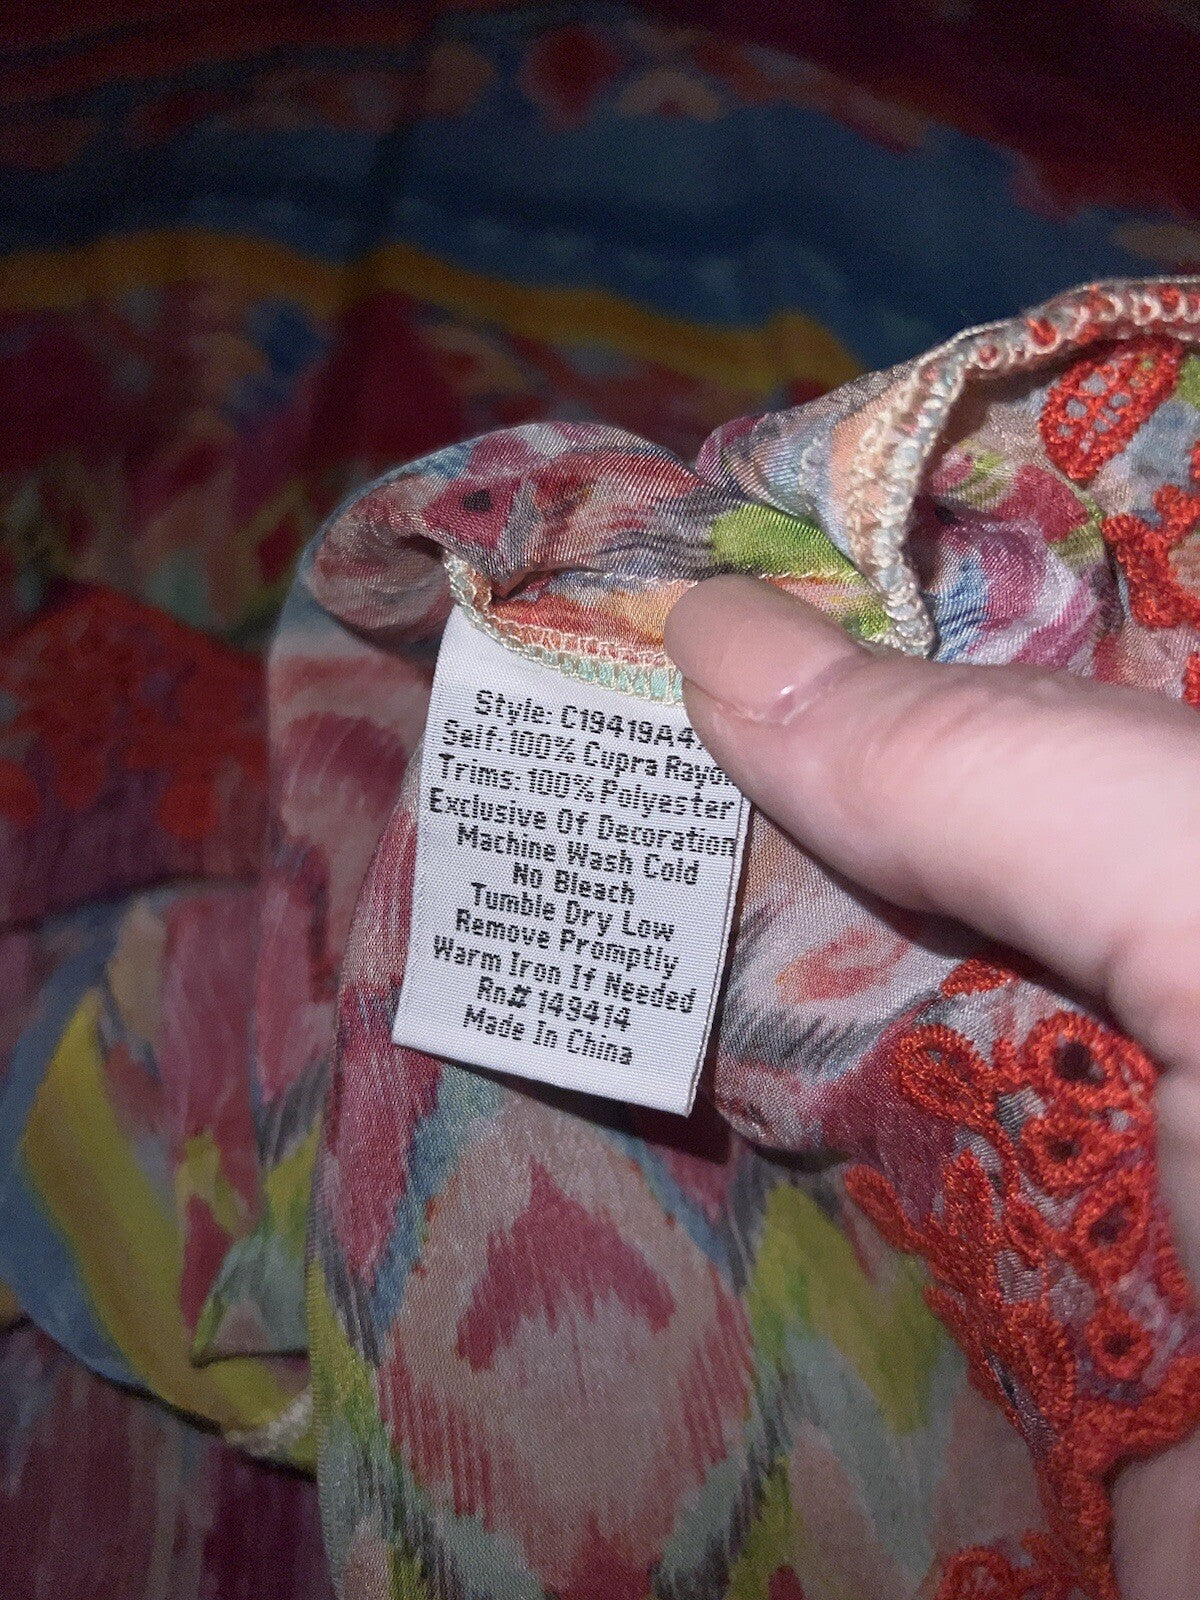 Style: C19419A4
Self: 100% Cupra Rayon
Trims: 100% Polyester
Exclusive Of Decoration
Machine Wash Cold
No Bleach
Tumble Dry Low
Remove Promptly
Warm Iron If Needed
Rn# 149414
Made In China